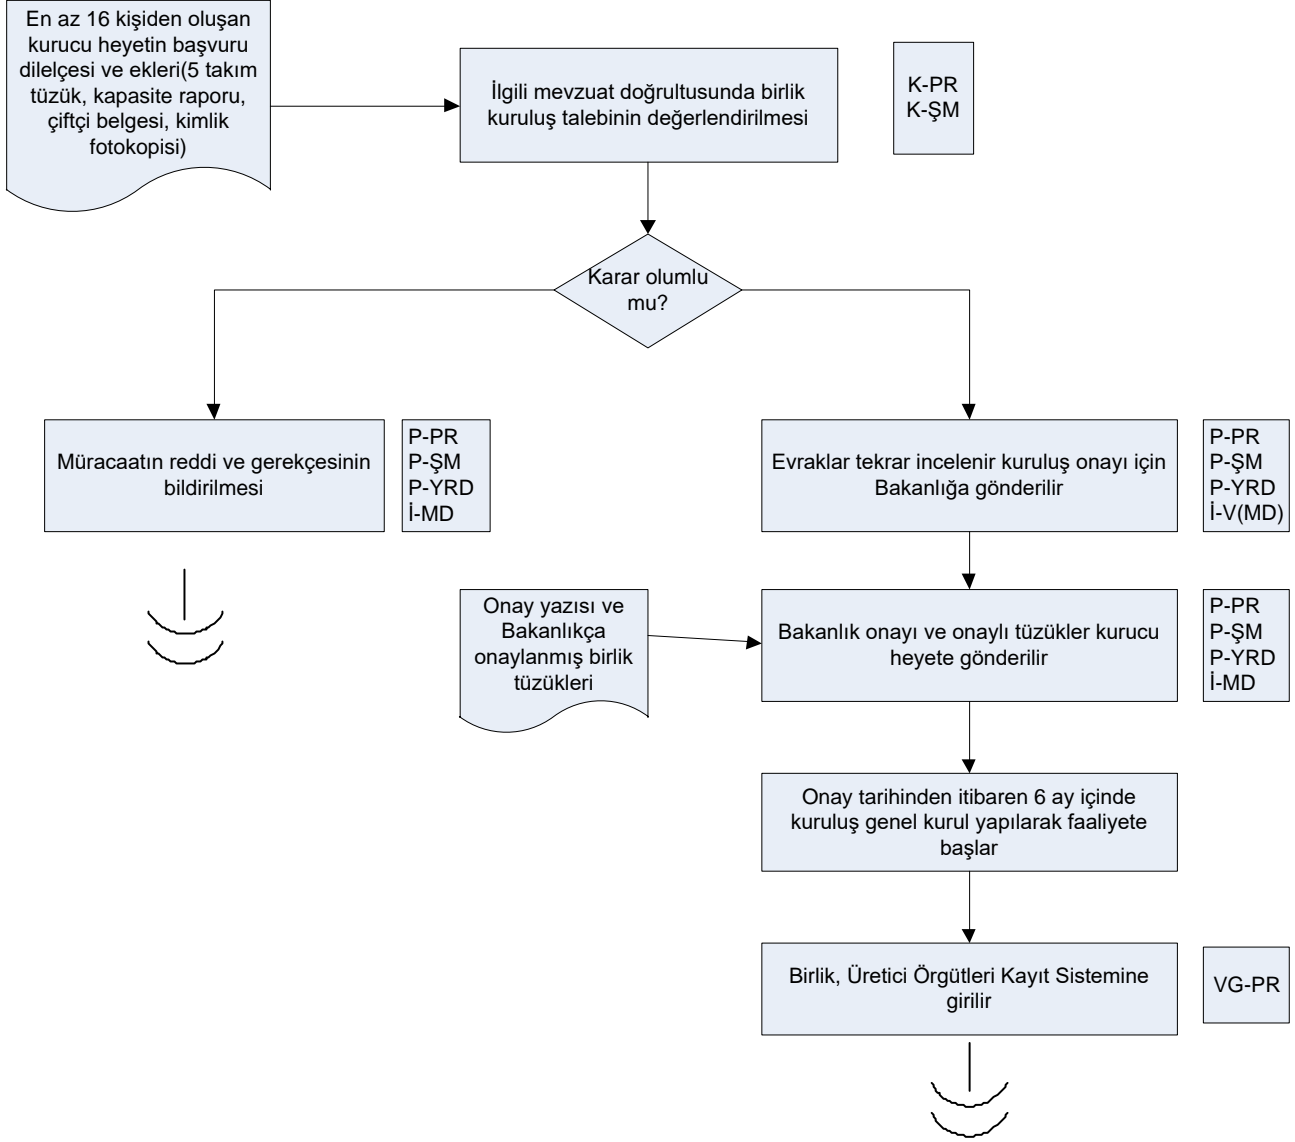 En az 16 kişiden oluşan
kurucu heyetin başvuru
dilelçesi ve ekleri(5 takım
tüzük, kapasite raporu,
çiftçi belgesi, kimlik
fotokopisi)
İlgili mevzuat doğrultusunda birlik
kuruluş talebinin değerlendirilmesi
K-PR
K-ŞM
Karar olumlu
mu?
Müracaatın reddi ve gerekçesinin
bildirilmesi
P-PR
P-ŞM
P-YRD
İ-MD
Evraklar tekrar incelenir kuruluş onayı için
Bakanlığa gönderilir
P-PR
P-ŞM
P-YRD
İ-V(MD)
Onay yazısı ve
Bakanlıkça
onaylanmış birlik
tüzükleri
Bakanlık onayı ve onaylı tüzükler kurucu
heyete gönderilir
P-PR
P-ŞM
P-YRD
İ-MD
Onay tarihinden itibaren 6 ay içinde
kuruluş genel kurul yapılarak faaliyete
başlar
Birlik, Üretici Örgütleri Kayıt Sistemine
girilir
VG-PR